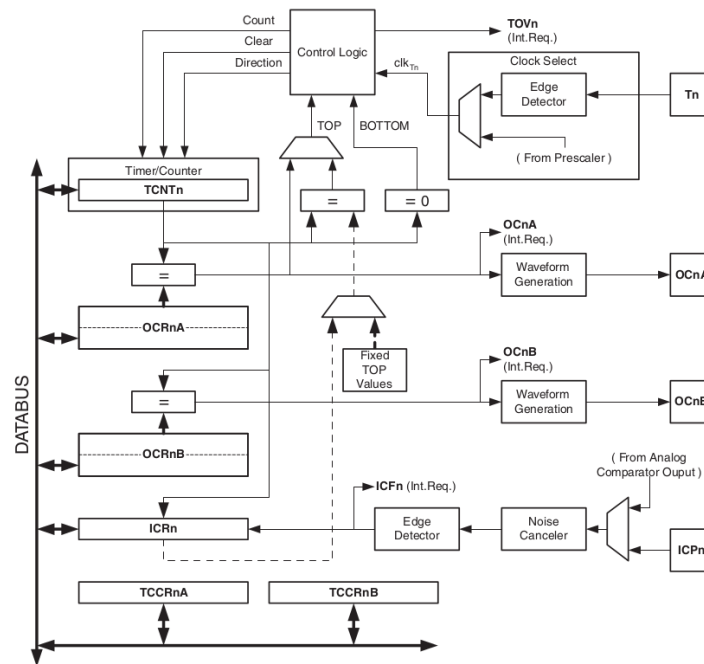 Count
Clear
Direction
Control Logic
TOVn
(Int.Req.)
clkTn
Clock Select
Edge
Detector
Tn
( From Prescaler )
TOP
BOTTOM
Timer/Counter
TCNTn
=
= 0
OCnA
(Int.Req.)
=
Waveform
Generation
OCnA
OCRnA
Fixed
TOP
Values
OCnB
(Int.Req.)
DATABUS
=
Waveform
Generation
OCnB
OCRnB
( From Analog
Comparator Ouput )
ICFn (Int.Req.)
ICRn
Edge
Detector
Noise
Canceler
ICPn
TCCRnA
TCCRnB